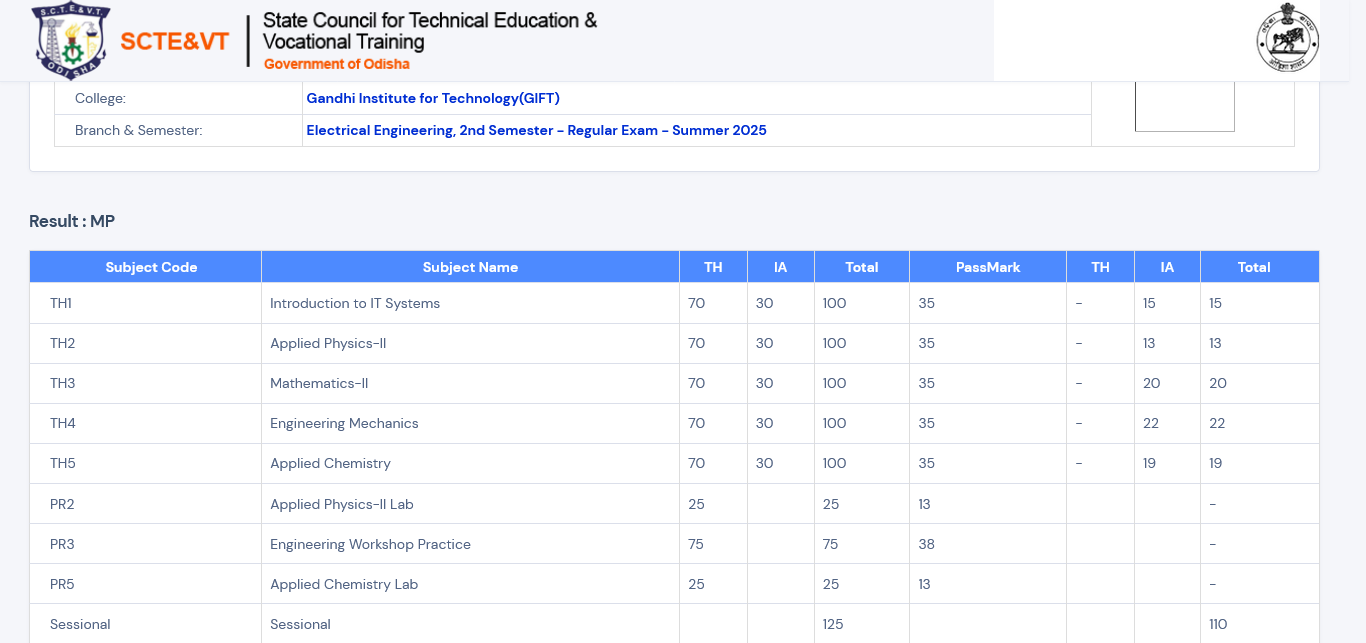 S.C.T.E.&V.T.
ODISHA
SCTE&VT
State Council for Technical Education &
Vocational Training
Government of Odisha
College: Gandhi Institute for Technology(GIFT)
Branch & Semester: Electrical Engineering, 2nd Semester - Regular Exam - Summer 2025
Result : MP
Subject Code Subject Name TH IA Total PassMark TH IA Total
TH1 Introduction to IT Systems 70 30 100 35 - 15 15
TH2 Applied Physics-II 70 30 100 35 - 13 13
TH3 Mathematics-II 70 30 100 35 - 20 20
TH4 Engineering Mechanics 70 30 100 35 - 22 22
TH5 Applied Chemistry 70 30 100 35 - 19 19
PR2 Applied Physics-II Lab 25 25 13 -
PR3 Engineering Workshop Practice 75 75 38 -
PR5 Applied Chemistry Lab 25 25 13 -
Sessional Sessional 125 110